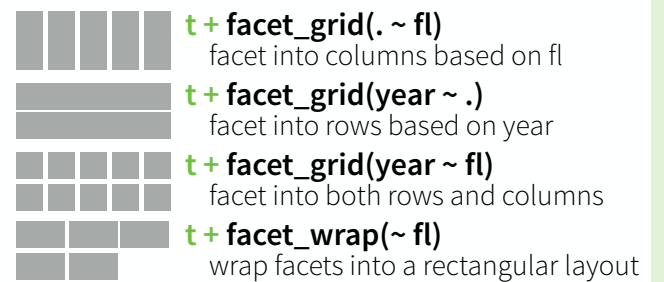 t + facet_grid(. ~ fl)
facet into columns based on fl
t + facet_grid(year ~ .)
facet into rows based on year
t + facet_grid(year ~ fl)
facet into both rows and columns
t + facet_wrap(~ fl)
wrap facets into a rectangular layout